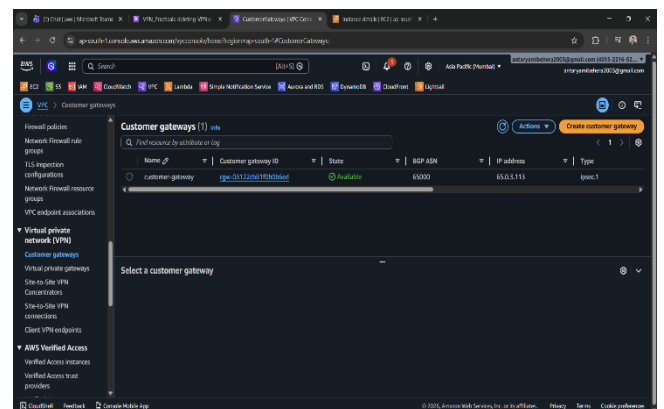 (1) Chat | aws | Microsoft Teams
VPN_Practicals deleting VPN
CustomerGateways | VPC Cons
Instance details | EC2 | ap-sout
ap-south-1.console.aws.amazon.com/vpcconsole/home?region=ap-south-1#CustomerGateways:
aws
Search
[Alt+S]
Asia Pacific (Mumbai)
EC2
S3
IAM
CloudWatch
VPC
Lambda
Simple Notification Service
Aurora and RDS
DynamoDB
CloudFront
Lightsail
VPC > Customer gateways
Firewall policies
Network Firewall rule
groups
TLS inspection
configurations
Network Firewall resource
groups
VPC endpoint associations
Virtual private
network (VPN)
Customer gateways
Virtual private gateways
Site-to-Site VPN
Concentrators
Site-to-Site VPN
connections
Client VPN endpoints
AWS Verified Access
Verified Access instances
Verified Access trust
providers
Customer gateways (1) Info
Actions
Create customer gateway
Find resource by attribute or tag
1
Name
Customer gateway ID
State
BGP ASN
IP address
Type
customer-gateway
Available
65000
65.0.3.113
ipsec.1
Select a customer gateway
CloudShell
Feedback
Console Mobile App
© 2026, Amazon Web Services, Inc. or its affiliates.
Privacy
Terms
Cookie preferences